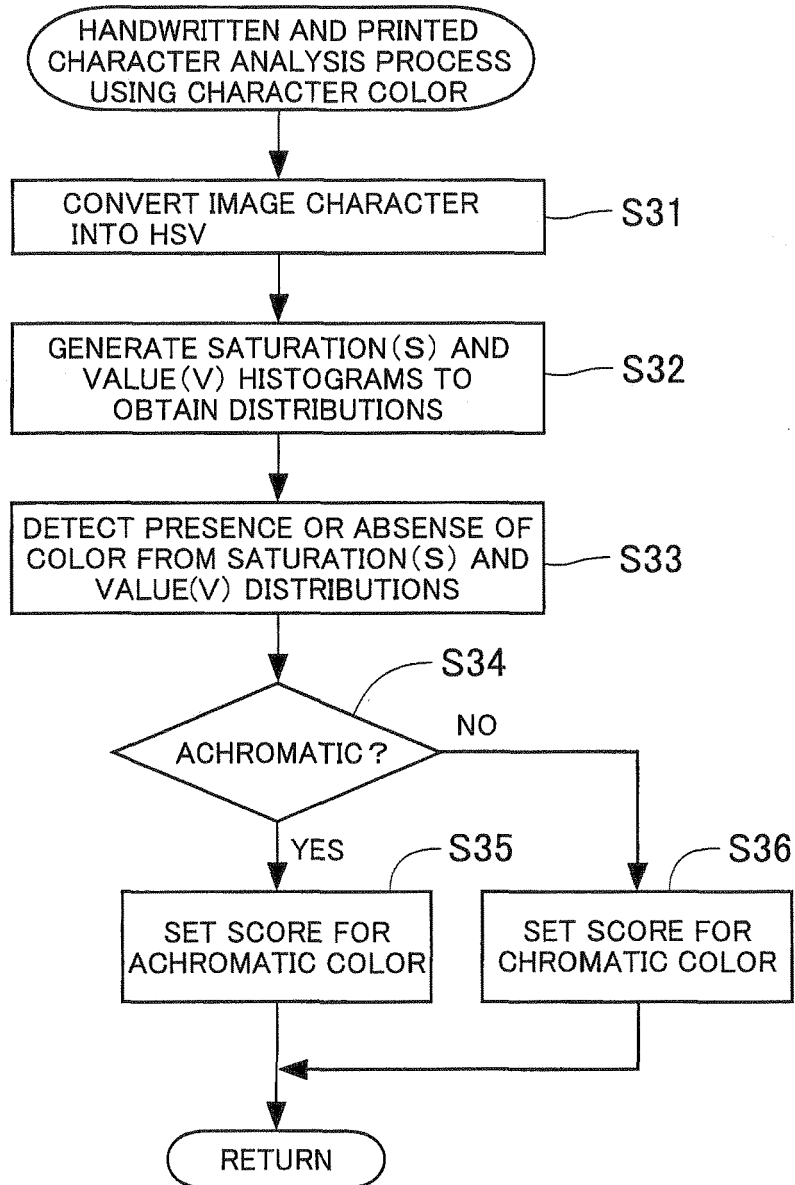 HANDWRITTEN AND PRINTED
CHARACTER ANALYSIS PROCESS
USING CHARACTER COLOR
CONVERT IMAGE CHARACTER
INTO HSV
S31
GENERATE SATURATION(S) AND
VALUE(V) HISTOGRAMS TO
OBTAIN DISTRIBUTIONS
S32
DETECT PRESENCE OR ABSENSE OF
COLOR FROM SATURATION(S) AND
VALUE(V) DISTRIBUTIONS
S33
S34
ACHROMATIC?
NO
YES
S35
SET SCORE FOR
ACHROMATIC COLOR
S36
SET SCORE FOR
CHROMATIC COLOR
RETURN